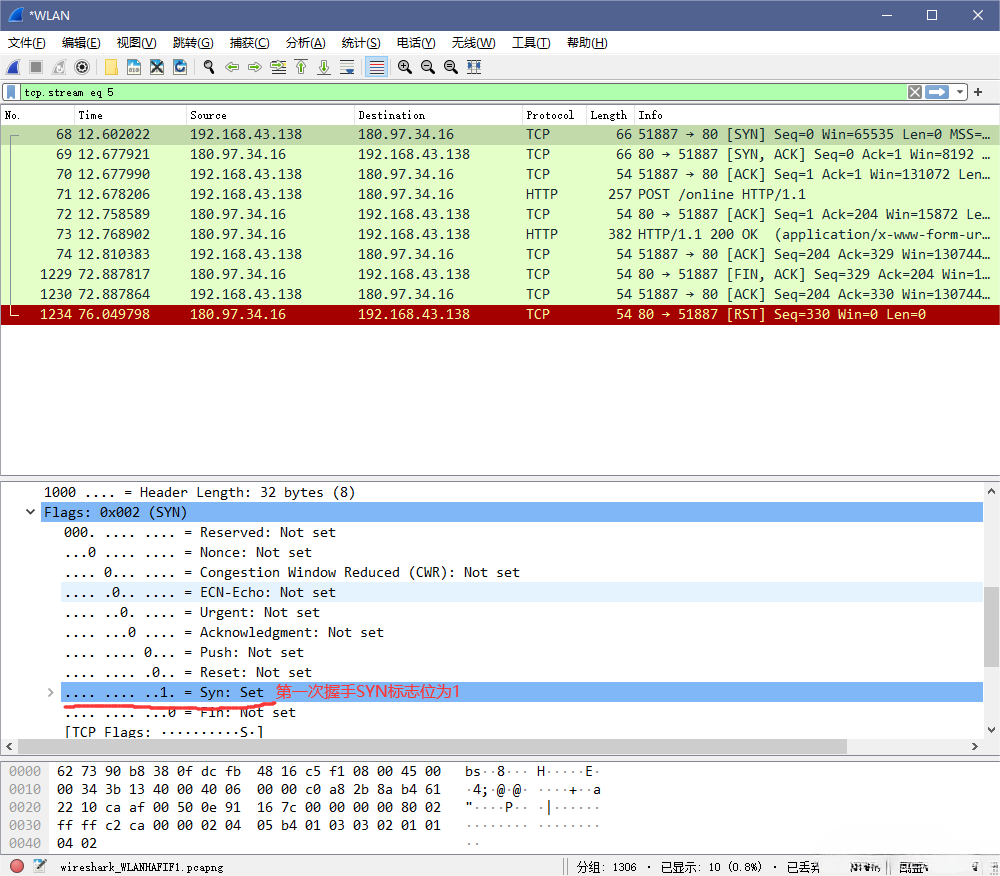 *WLAN
文件(F) 编辑(E) 视图(V) 跳转(G) 捕获(C) 分析(A) 统计(S) 电话(Y) 无线(W) 工具(T) 帮助(H)
tcp.stream eq 5
No. Time Source Destination Protocol Length Info
68 12.602022 192.168.43.138 180.97.34.16 TCP 66 51887 → 80 [SYN] Seq=0 Win=65535 Len=0 MSS=…
69 12.677921 180.97.34.16 192.168.43.138 TCP 66 80 → 51887 [SYN, ACK] Seq=0 Ack=1 Win=8192 …
70 12.677990 192.168.43.138 180.97.34.16 TCP 54 51887 → 80 [ACK] Seq=1 Ack=1 Win=131072 Len…
71 12.678206 192.168.43.138 180.97.34.16 HTTP 257 POST /online HTTP/1.1
72 12.758589 180.97.34.16 192.168.43.138 TCP 54 80 → 51887 [ACK] Seq=1 Ack=204 Win=15872 Le…
73 12.768902 180.97.34.16 192.168.43.138 HTTP 382 HTTP/1.1 200 OK (application/x-www-form-ur…
74 12.810383 192.168.43.138 180.97.34.16 TCP 54 51887 → 80 [ACK] Seq=204 Ack=329 Win=130744…
1229 72.887817 180.97.34.16 192.168.43.138 TCP 54 80 → 51887 [FIN, ACK] Seq=329 Ack=204 Win=1…
1230 72.887864 192.168.43.138 180.97.34.16 TCP 54 51887 → 80 [ACK] Seq=204 Ack=330 Win=130744…
1234 76.049798 180.97.34.16 192.168.43.138 TCP 54 80 → 51887 [RST] Seq=330 Win=0 Len=0
1000 .... = Header Length: 32 bytes (8)
Flags: 0x002 (SYN)
000. .... .... = Reserved: Not set
...0 .... .... = Nonce: Not set
.... 0... .... = Congestion Window Reduced (CWR): Not set
.... .0.. .... = ECN-Echo: Not set
.... ..0. .... = Urgent: Not set
.... ...0 .... = Acknowledgment: Not set
.... .... 0... = Push: Not set
.... .... .0.. = Reset: Not set
.... .... ..1. = Syn: Set 第一次握手SYN标志位为1
.... .... ...0 = Fin: Not set
[TCP Flags: ··········S·]
0000 62 73 90 b8 38 0f dc fb 48 16 c5 f1 08 00 45 00 bs··8··· H·····E·
0010 00 34 3b 13 40 00 40 06 00 00 c0 a8 2b 8a b4 61 ·4;·@·@· ····+··a
0020 22 10 ca af 00 50 0e 91 16 7c 00 00 00 00 80 02 "····P·· ·|······
0030 ff ff c2 ca 00 00 02 04 05 b4 01 03 03 02 01 01 ········ ········
0040 04 02 ··
wireshark_WLANHAFIF1.pcapng 分组: 1306 · 已显示: 10 (0.8%) · 已丢